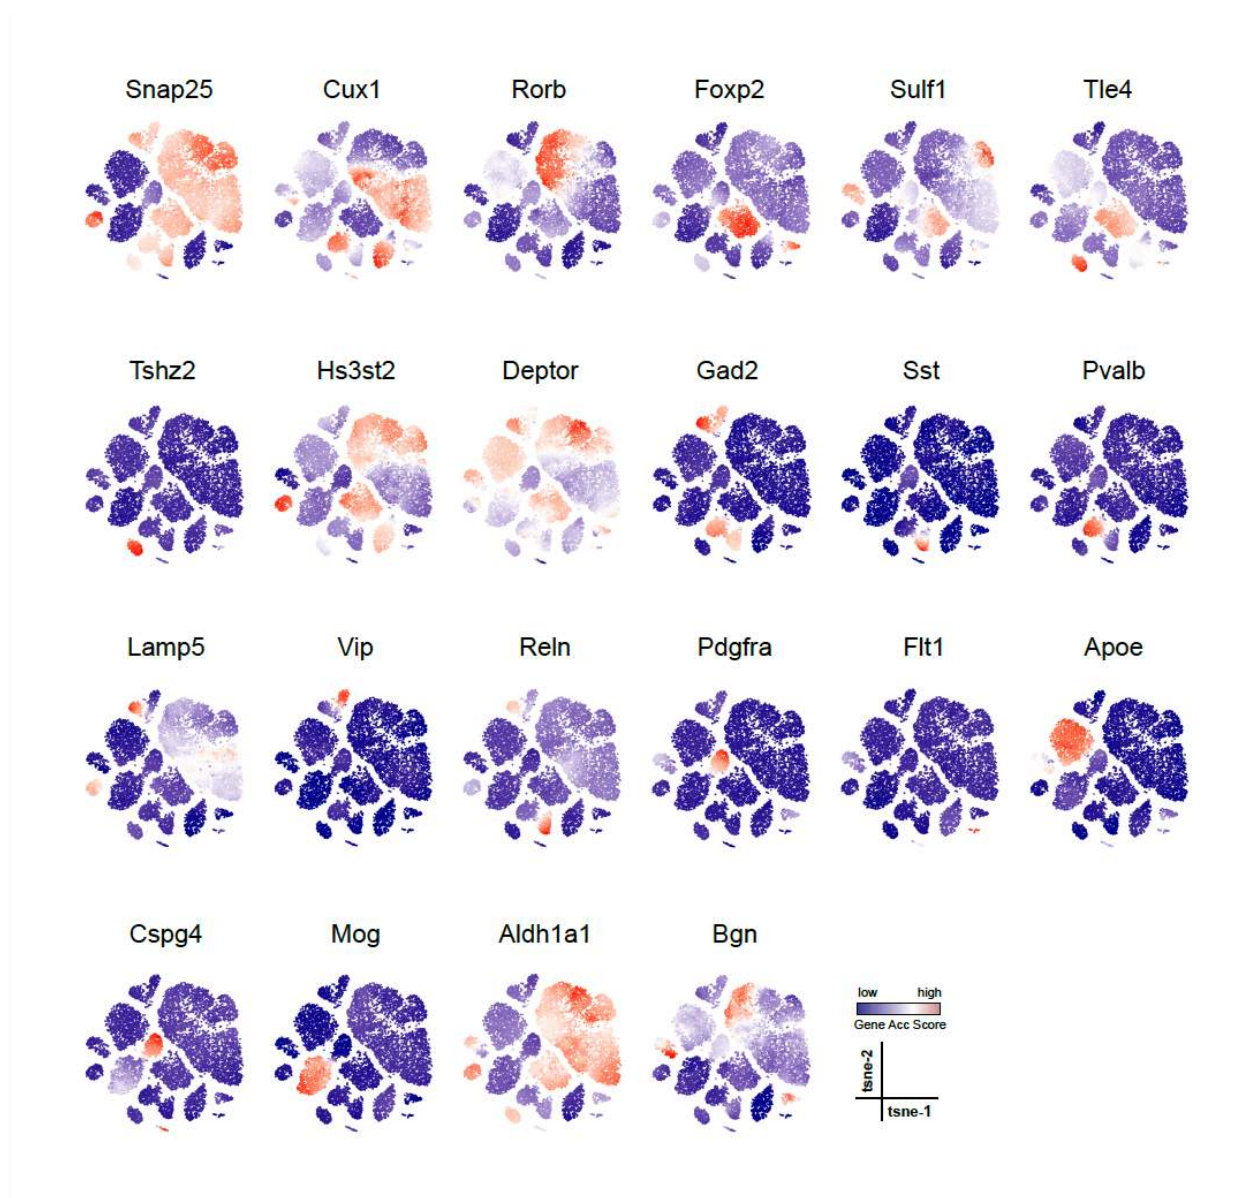 Snap25 Cux1 Rorb Foxp2 Sulf1 Tle4
Tshz2 Hs3st2 Deptor Gad2 Sst Pvalb
Lamp5 Vip Reln Pdgfra Flt1 Apoe
Cspg4 Mog Aldh1a1 Bgn
low high
Gene Acc Score
tsne-2
tsne-1